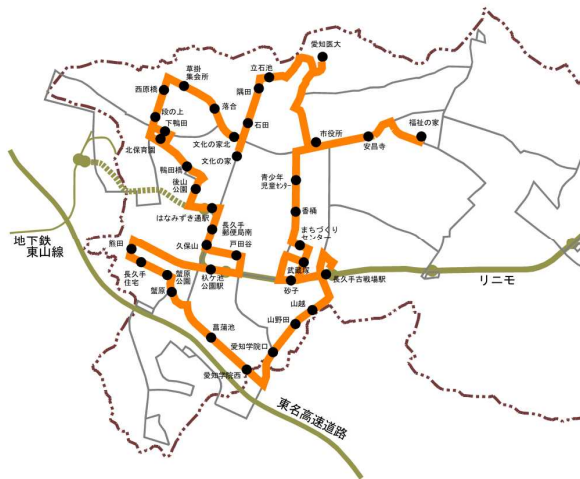 愛知医大
立石池
草掛
集会所
西原橋
隅田
落合
段の上
下鴨田
石田
市役所
福祉の家
文化の家北
安昌寺
北保育園
文化の家
鴨田橋
後山
公園
青少年
児童センター
香桶
はなみずき通駅
長久手
郵便局南
まちづくり
センター
地下鉄
東山線
熊田
久保山
戸田谷
武蔵塚
長久手
住宅
蟹原
公園
杁ケ池
公園駅
砂子
長久手古戦場駅
リニモ
蟹原
山越
山野田
菖蒲池
愛知学院口
愛知学院西
東名高速道路